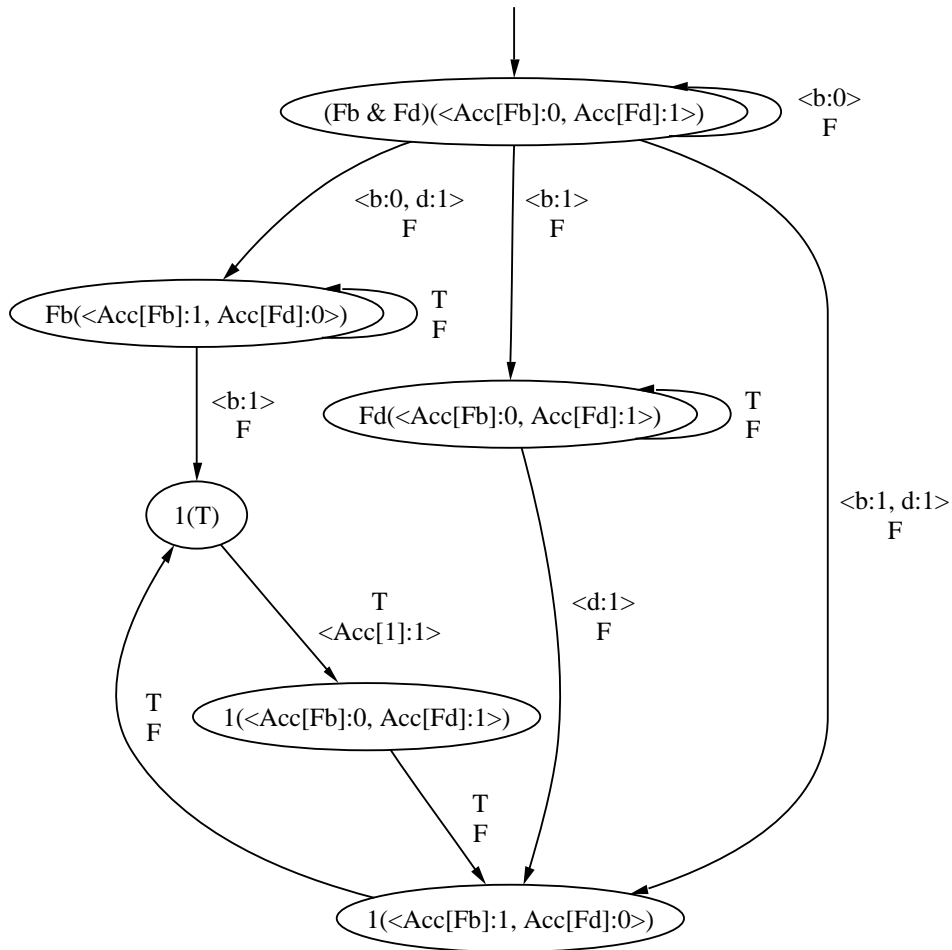 (Fb & Fd)(<Acc[Fb]:0, Acc[Fd]:1>)
<b:0>
F
<b:0, d:1>
F
<b:1>
F
Fb(<Acc[Fb]:1, Acc[Fd]:0>)
T
F
<b:1>
F
Fd(<Acc[Fb]:0, Acc[Fd]:1>)
T
F
1(T)
<b:1, d:1>
F
T
<Acc[1]:1>
<d:1>
F
T
F
1(<Acc[Fb]:0, Acc[Fd]:1>)
T
F
1(<Acc[Fb]:1, Acc[Fd]:0>)